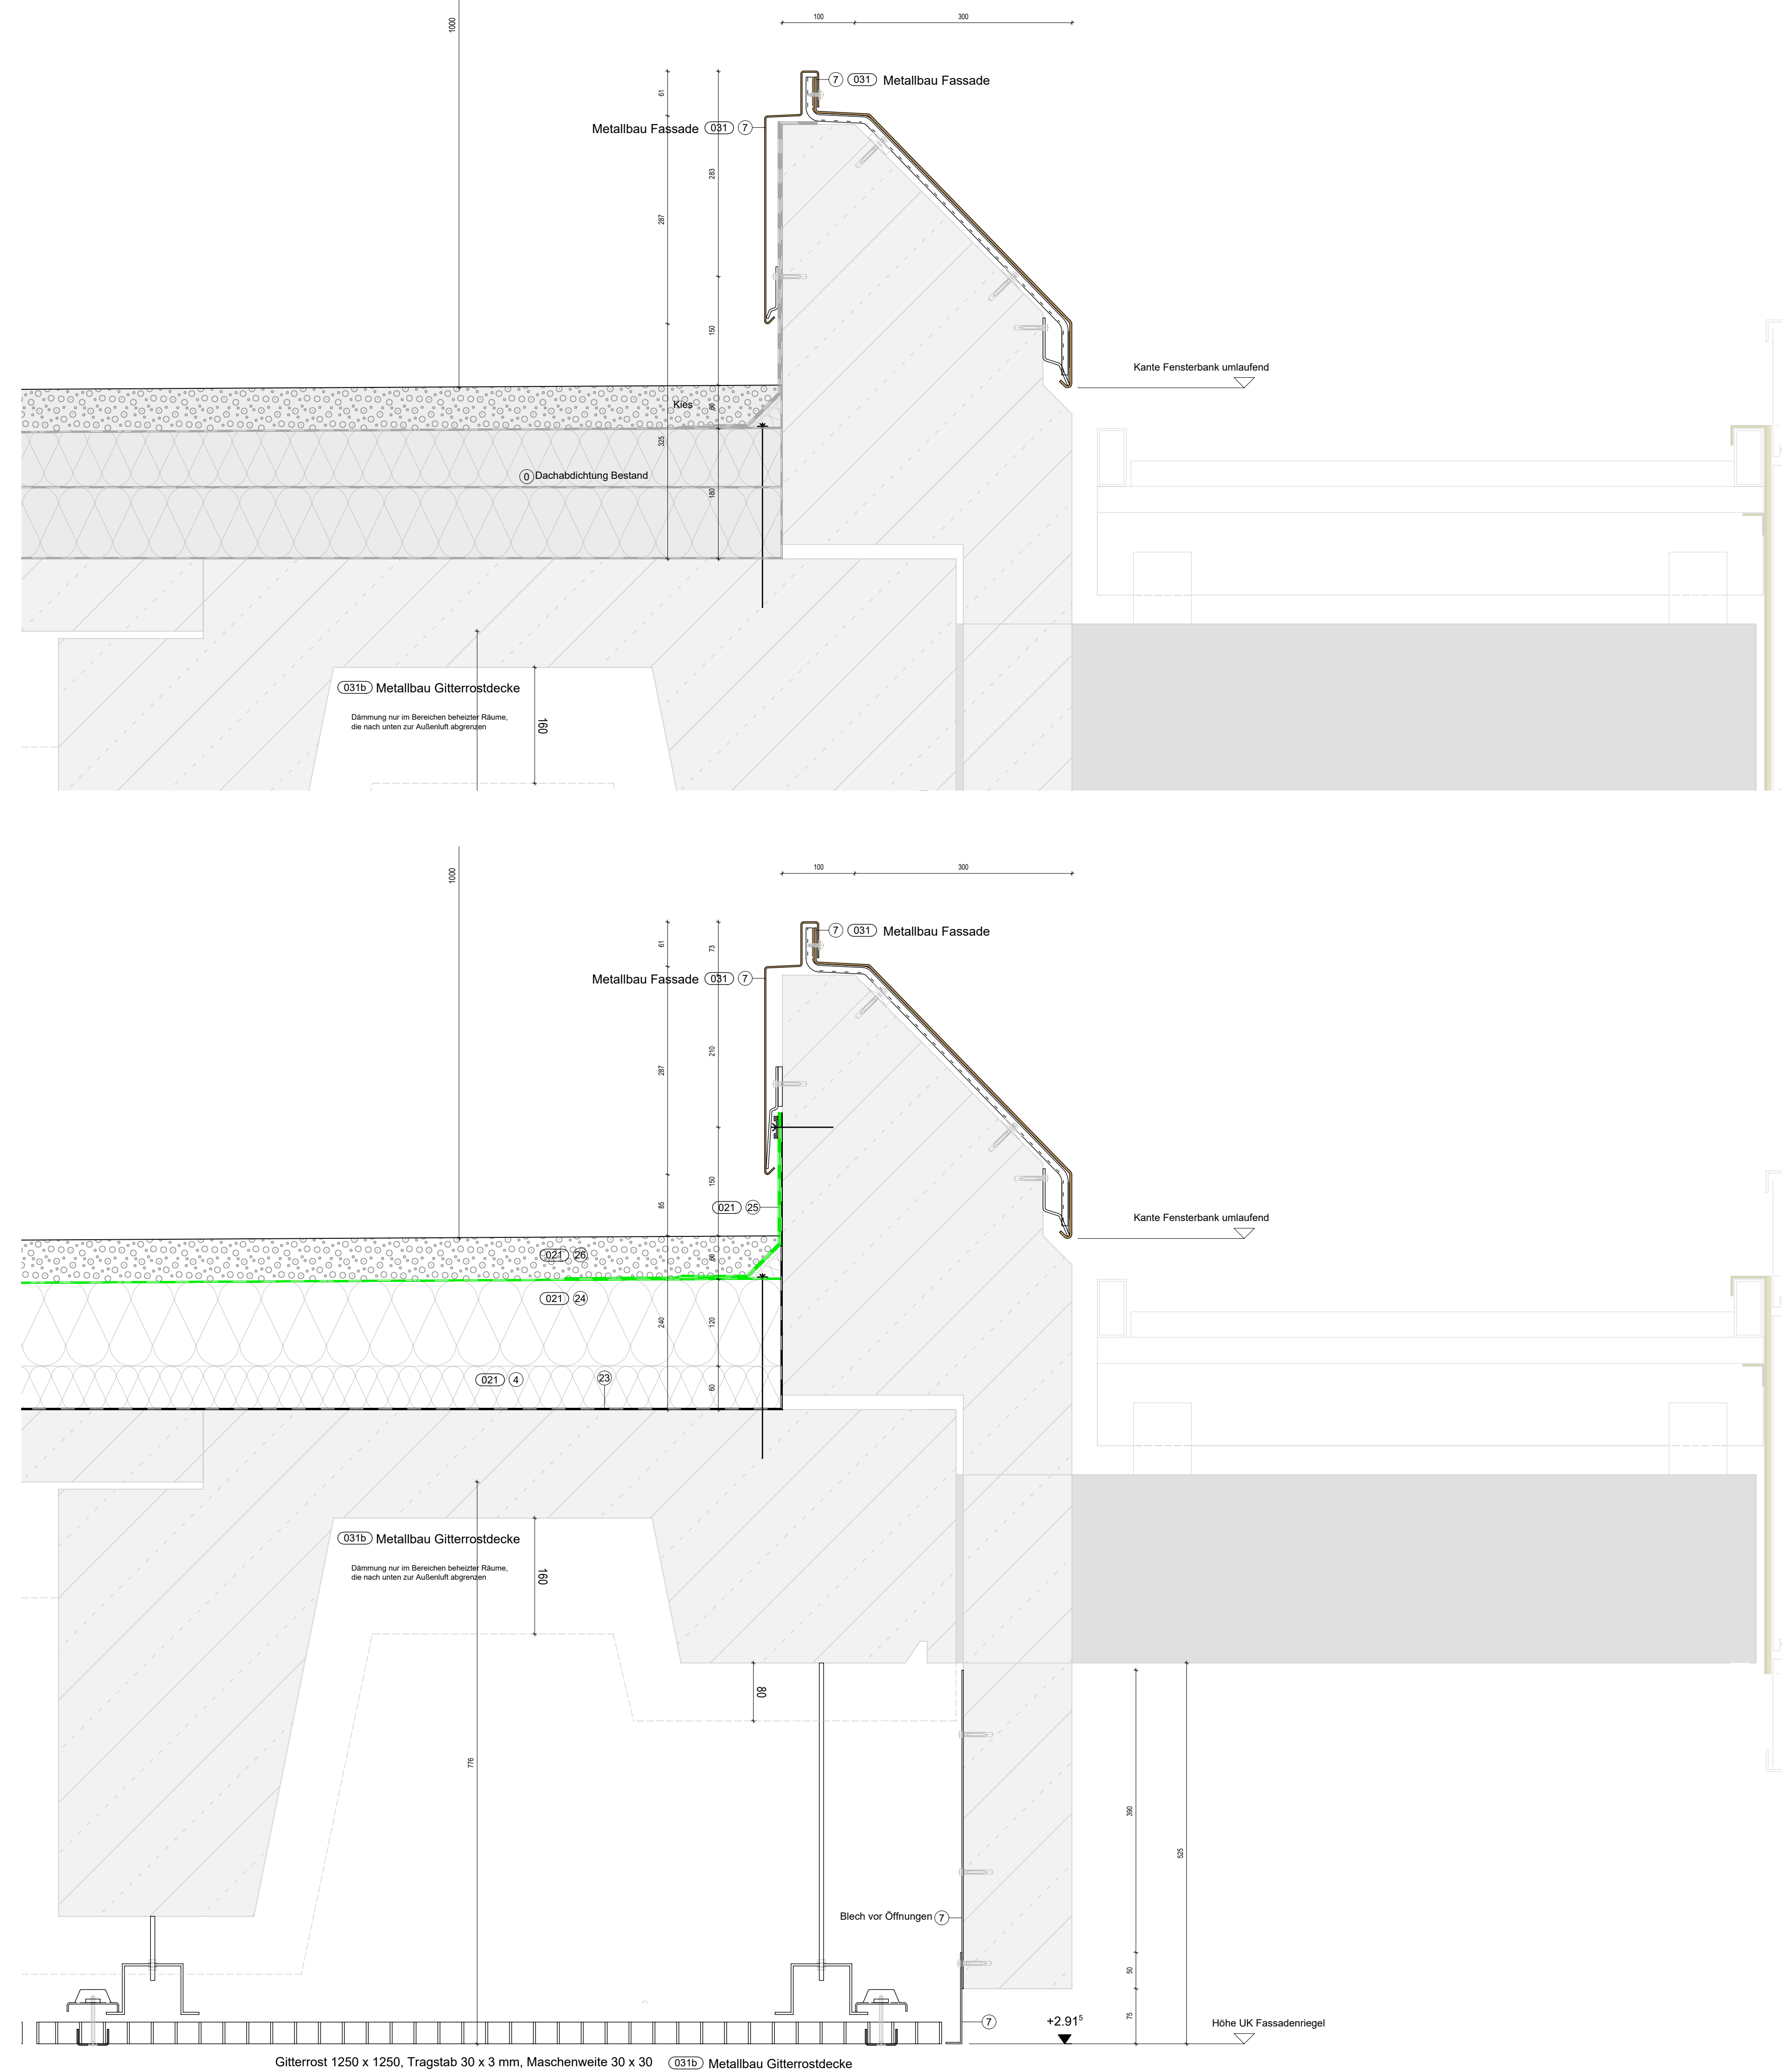 1000
100
300
61
7 031 Metallbau Fassade
Metallbau Fassade 031 7
283
287
150
Kante Fensterbank umlaufend
Kies
325
0 Dachabdichtung Bestand
180
031b Metallbau Gitterrostdecke
Dämmung nur im Bereichen beheizter Räume,
die nach unten zur Außenluft abgrenzen
160
1000
100
300
61
73
7 031 Metallbau Fassade
Metallbau Fassade 031 7
210
287
150
85
021 25
Kante Fensterbank umlaufend
021 26
021 24
240
120
021 4
23
60
031b Metallbau Gitterrostdecke
Dämmung nur im Bereichen beheizter Räume,
die nach unten zur Außenluft abgrenzen
160
80
776
390
525
Blech vor Öffnungen 7
50
75
7
+2.91⁵
Höhe UK Fassadenriegel
Gitterrost 1250 x 1250, Tragstab 30 x 3 mm, Maschenweite 30 x 30 031b Metallbau Gitterrostdecke